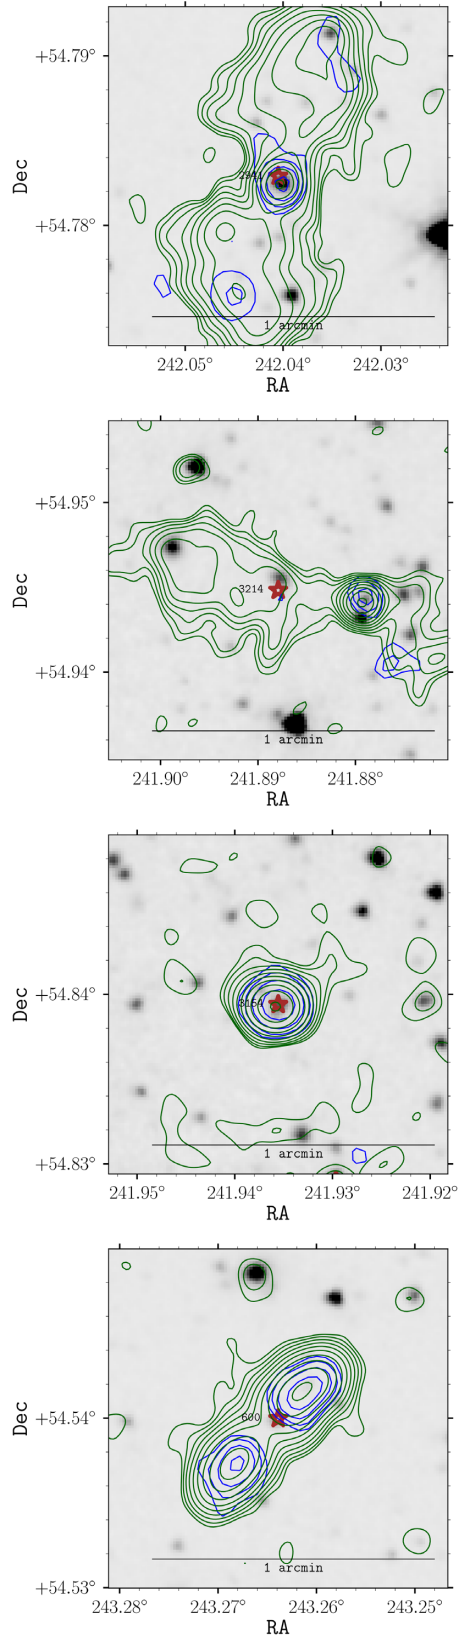 +54.79°
Dec
2941
+54.78°
1 arcmin
242.05° 242.04° 242.03°
RA
+54.95°
Dec
3214
+54.94°
1 arcmin
241.90° 241.89° 241.88°
RA
Dec
+54.84°
3164
1 arcmin
+54.83°
241.95° 241.94° 241.93° 241.92°
RA
Dec
+54.54°
600
1 arcmin
+54.53°
243.28° 243.27° 243.26° 243.25°
RA